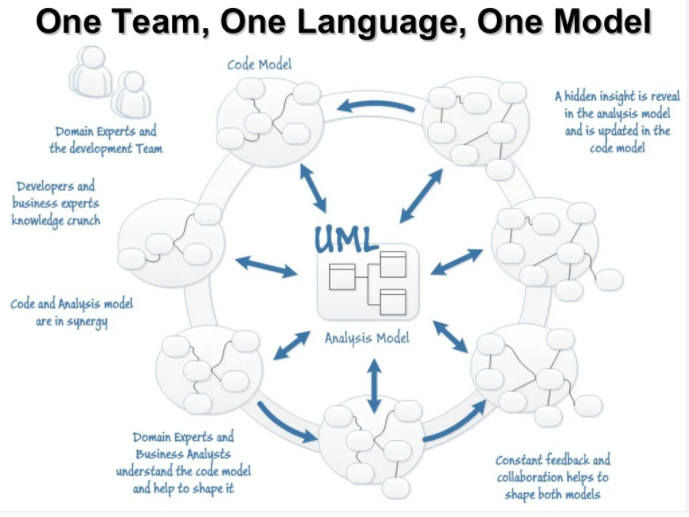 One Team, One Language, One Model
Code Model
Domain Experts and
the development Team
A hidden insight is reveal
in the analysis model
and is updated in the
code model
Developers and
business experts
knowledge crunch
UML
Code and Analysis model
are in synergy
Analysis Model
Domain Experts and
Business Analysts
understand the code model
and help to shape it
Constant feedback and
collaboration helps to
shape both models